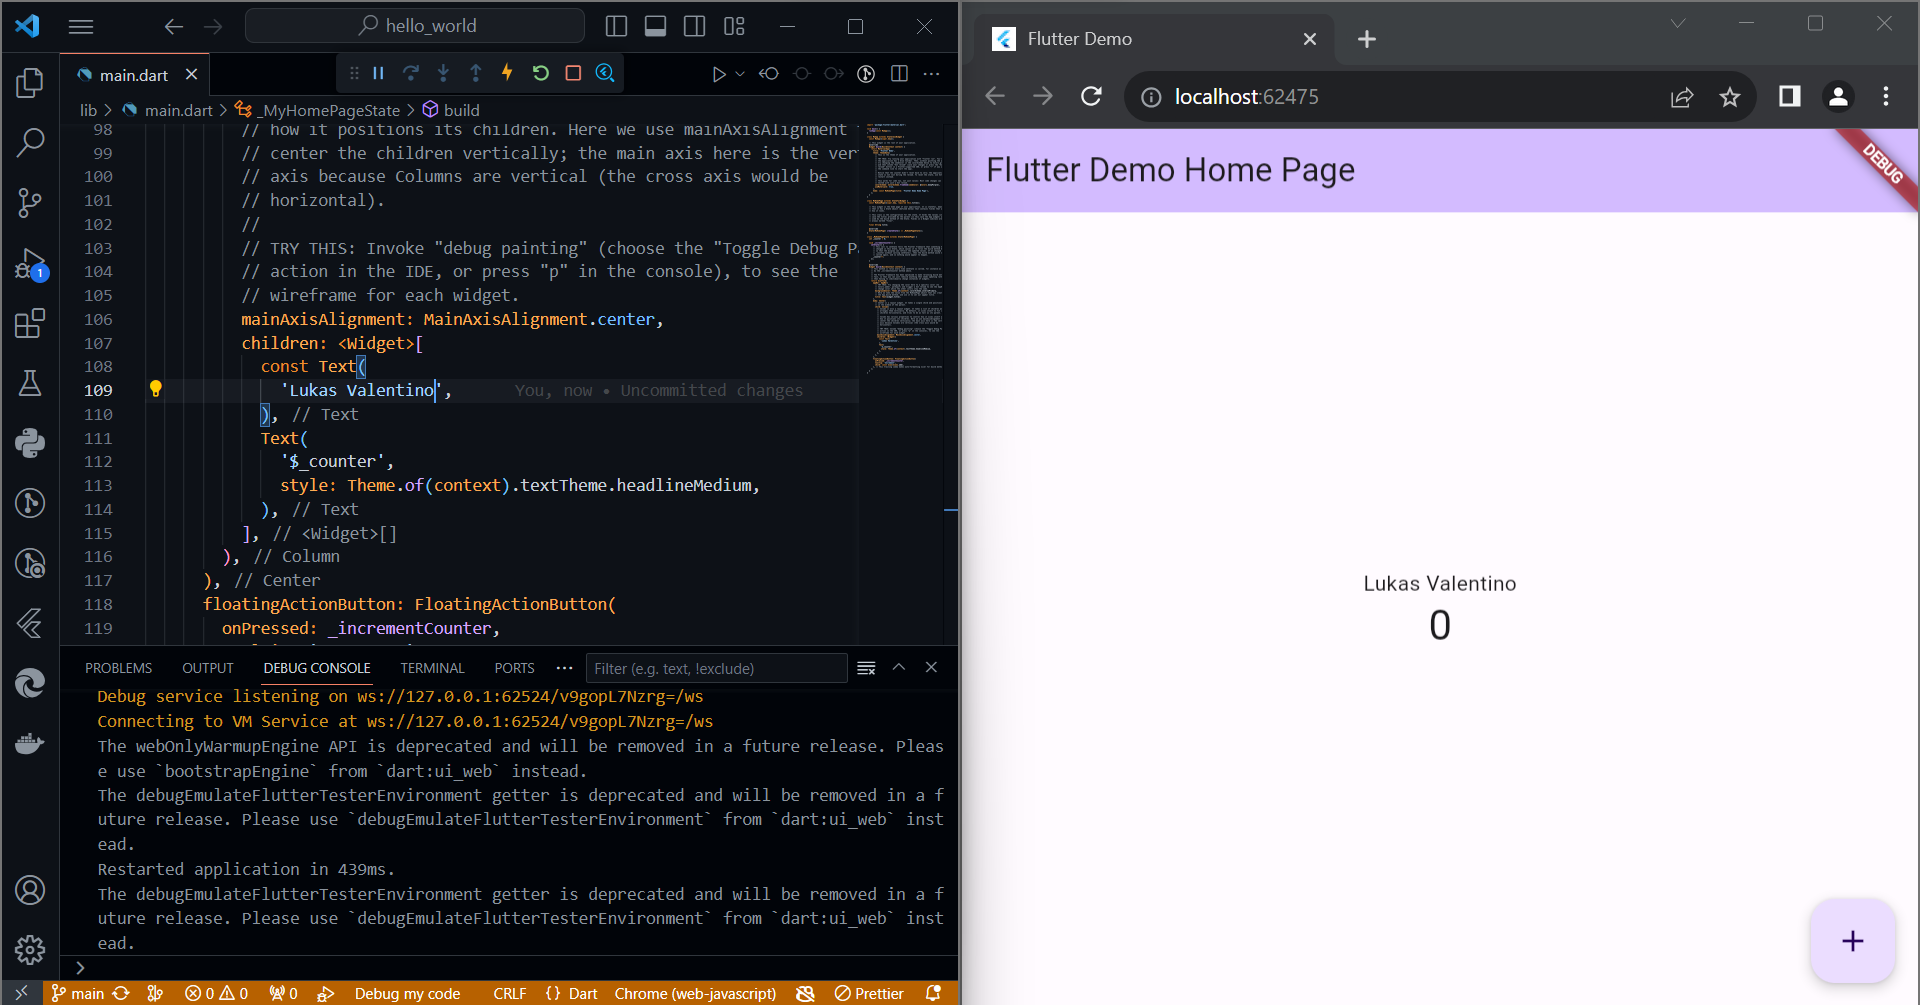 hello_world
main.dart
lib > main.dart > _MyHomePageState > build
98 // how it positions its children. Here we use mainAxisAlignment
99 // center the children vertically; the main axis here is the ver
100 // axis because Columns are vertical (the cross axis would be
101 // horizontal).
102 //
103 // TRY THIS: Invoke "debug painting" (choose the "Toggle Debug Pa
104 // action in the IDE, or press "p" in the console), to see the
105 // wireframe for each widget.
106 mainAxisAlignment: MainAxisAlignment.center,
107 children: <Widget>[
108 const Text(
109 'Lukas Valentino', You, now • Uncommitted changes
110 ), // Text
111 Text(
112 '$_counter',
113 style: Theme.of(context).textTheme.headlineMedium,
114 ), // Text
115 ], // <Widget>[]
116 ), // Column
117 ), // Center
118 floatingActionButton: FloatingActionButton(
119 onPressed: _incrementCounter,
1
PROBLEMS OUTPUT DEBUG CONSOLE TERMINAL PORTS ··· Filter (e.g. text, !exclude)
Debug service listening on ws://127.0.0.1:62524/v9gopL7Nzrg=/ws
Connecting to VM Service at ws://127.0.0.1:62524/v9gopL7Nzrg=/ws
The webOnlyWarmupEngine API is deprecated and will be removed in a future release. Pleas
e use `bootstrapEngine` from `dart:ui_web` instead.
The debugEmulateFlutterTesterEnvironment getter is deprecated and will be removed in a f
uture release. Please use `debugEmulateFlutterTesterEnvironment` from `dart:ui_web` inst
ead.
Restarted application in 439ms.
The debugEmulateFlutterTesterEnvironment getter is deprecated and will be removed in a f
uture release. Please use `debugEmulateFlutterTesterEnvironment` from `dart:ui_web` inst
ead.
main 0 0 0 Debug my code CRLF {} Dart Chrome (web-javascript) Prettier
Flutter Demo
localhost:62475
Flutter Demo Home Page
DEBUG
Lukas Valentino
0